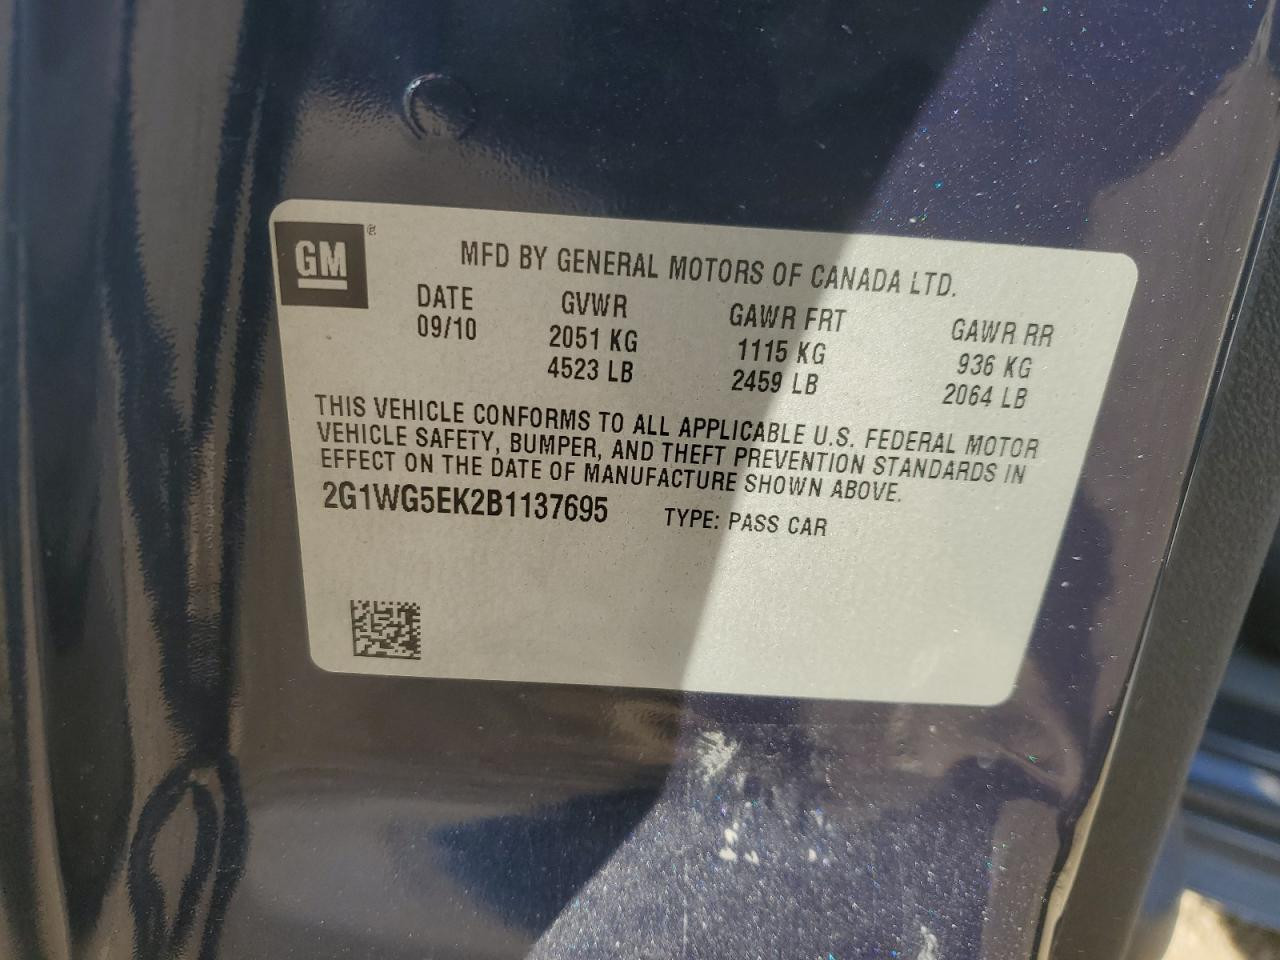 GM ®
MFD BY GENERAL MOTORS OF CANADA LTD.
DATE GVWR GAWR FRT GAWR RR
09/10 2051 KG 1115 KG 936 KG
4523 LB 2459 LB 2064 LB
THIS VEHICLE CONFORMS TO ALL APPLICABLE U.S. FEDERAL MOTOR
VEHICLE SAFETY, BUMPER, AND THEFT PREVENTION STANDARDS IN
EFFECT ON THE DATE OF MANUFACTURE SHOWN ABOVE.
2G1WG5EK2B1137695 TYPE: PASS CAR